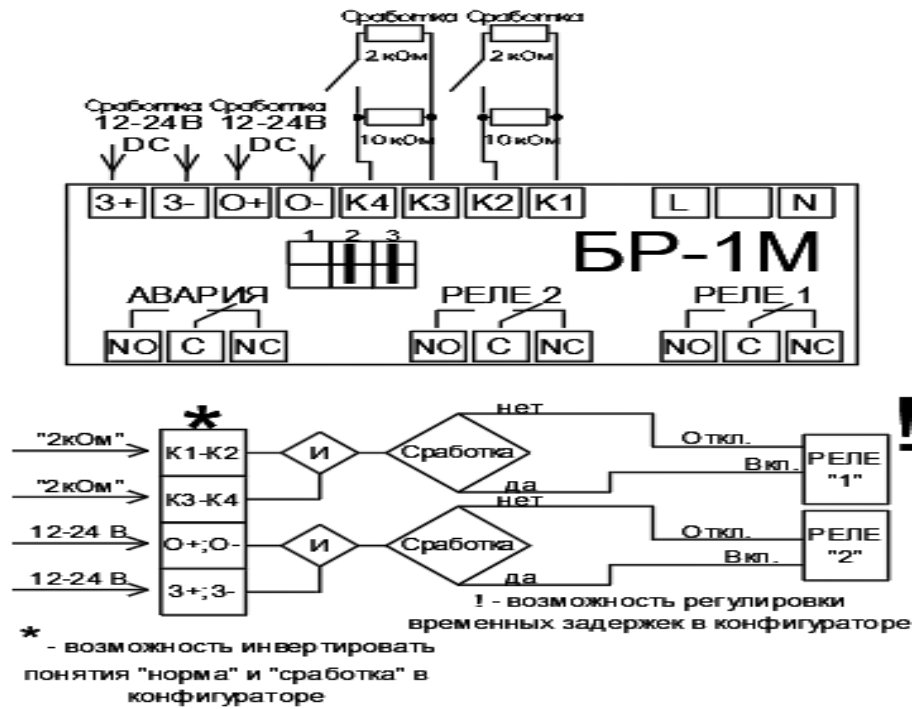 Сработка Сработка
2 кОм 2 кОм
Сработка Сработка
12-24В 12-24В
DC DC
10 кОм 10 кОм
З+ З- О+ О- К4 К3 К2 К1 L N
1 2 3
БР-1М
АВАРИЯ РЕЛЕ 2 РЕЛЕ 1
NO C NC NO C NC NO C NC
* !
нет
"2кОм" К1-К2 И Сработка Откл. РЕЛЕ "1"
Вкл.
"2кОм" К3-К4 да
нет
12-24 В О+;О- И Сработка Откл. РЕЛЕ "2"
Вкл.
12-24 В З+;З- да
! - возможность регулировки
временных задержек в конфигураторе
* - возможность инвертировать
понятия "норма" и "сработка" в
конфигураторе